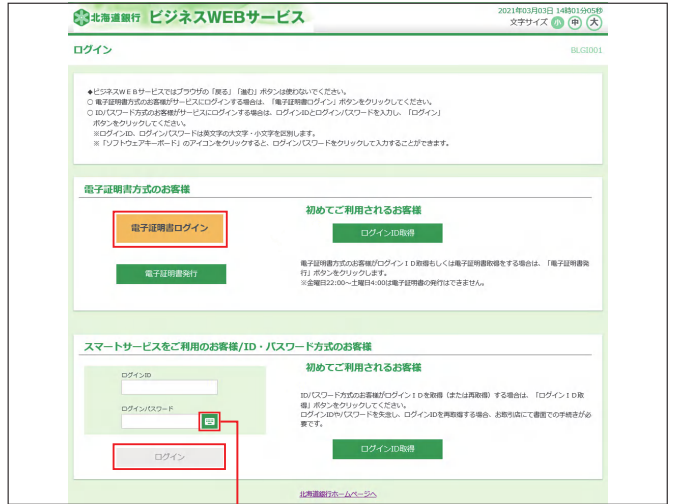 北海道銀行 ビジネスWEBサービス
2021年03月03日 14時01分05秒
文字サイズ 小 中 大
ログイン
BLGI001
◆ビジネスWEBサービスではブラウザの「戻る」「進む」ボタンは使わないでください。
○ 電子証明書方式のお客様がサービスにログインする場合は、「電子証明書ログイン」ボタンをクリックしてください。
○ ID/パスワード方式のお客様がサービスにログインする場合は、ログインIDとログインパスワードを入力し、「ログイン」
ボタンをクリックしてください。
※ログインID、ログインパスワードは英文字の大文字・小文字を区別します。
※「ソフトウェアキーボード」のアイコンをクリックすると、ログインパスワードをクリックして入力することができます。
電子証明書方式のお客様
電子証明書ログイン
電子証明書発行
初めてご利用されるお客様
ログインID取得
電子証明書方式のお客様がログインID取得もしくは電子証明書取得をする場合は、「電子証明書発
行」ボタンをクリックします。
※金曜日22:00～土曜日4:00は電子証明書の発行はできません。
スマートサービスをご利用のお客様/ID・パスワード方式のお客様
ログインID
ログインパスワード
ログイン
初めてご利用されるお客様
ID/パスワード方式のお客様がログインIDを取得（または再取得）する場合は、「ログインID取
得」ボタンをクリックしてください。
ログインIDやパスワードを失念し、ログインIDを再取得する場合、お取引店にて書面での手続きが必
要です。
ログインID取得
北海道銀行ホームページへ